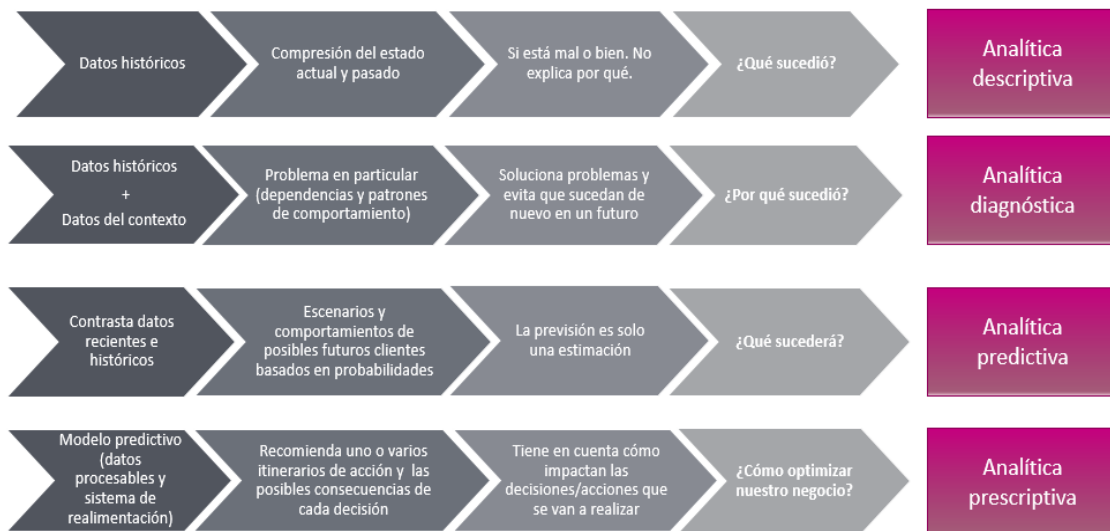 Datos históricos
Compresión del estado
actual y pasado
Si está mal o bien. No
explica por qué.
¿Qué sucedió?
Analítica
descriptiva
Datos históricos
+
Datos del contexto
Problema en particular
(dependencias y patrones
de comportamiento)
Soluciona problemas y
evita que sucedan de
nuevo en un futuro
¿Por qué sucedió?
Analítica
diagnóstica
Contrasta datos
recientes e
históricos
Escenarios y
comportamientos de
posibles futuros clientes
basados en probabilidades
La previsión es solo
una estimación
¿Qué sucederá?
Analítica
predictiva
Modelo predictivo
(datos
procesables y
sistema de
realimentación)
Recomienda uno o varios
itinerarios de acción y las
posibles consecuencias de
cada decisión
Tiene en cuenta cómo
impactan las
decisiones/acciones que
se van a realizar
¿Cómo optimizar
nuestro negocio?
Analítica
prescriptiva